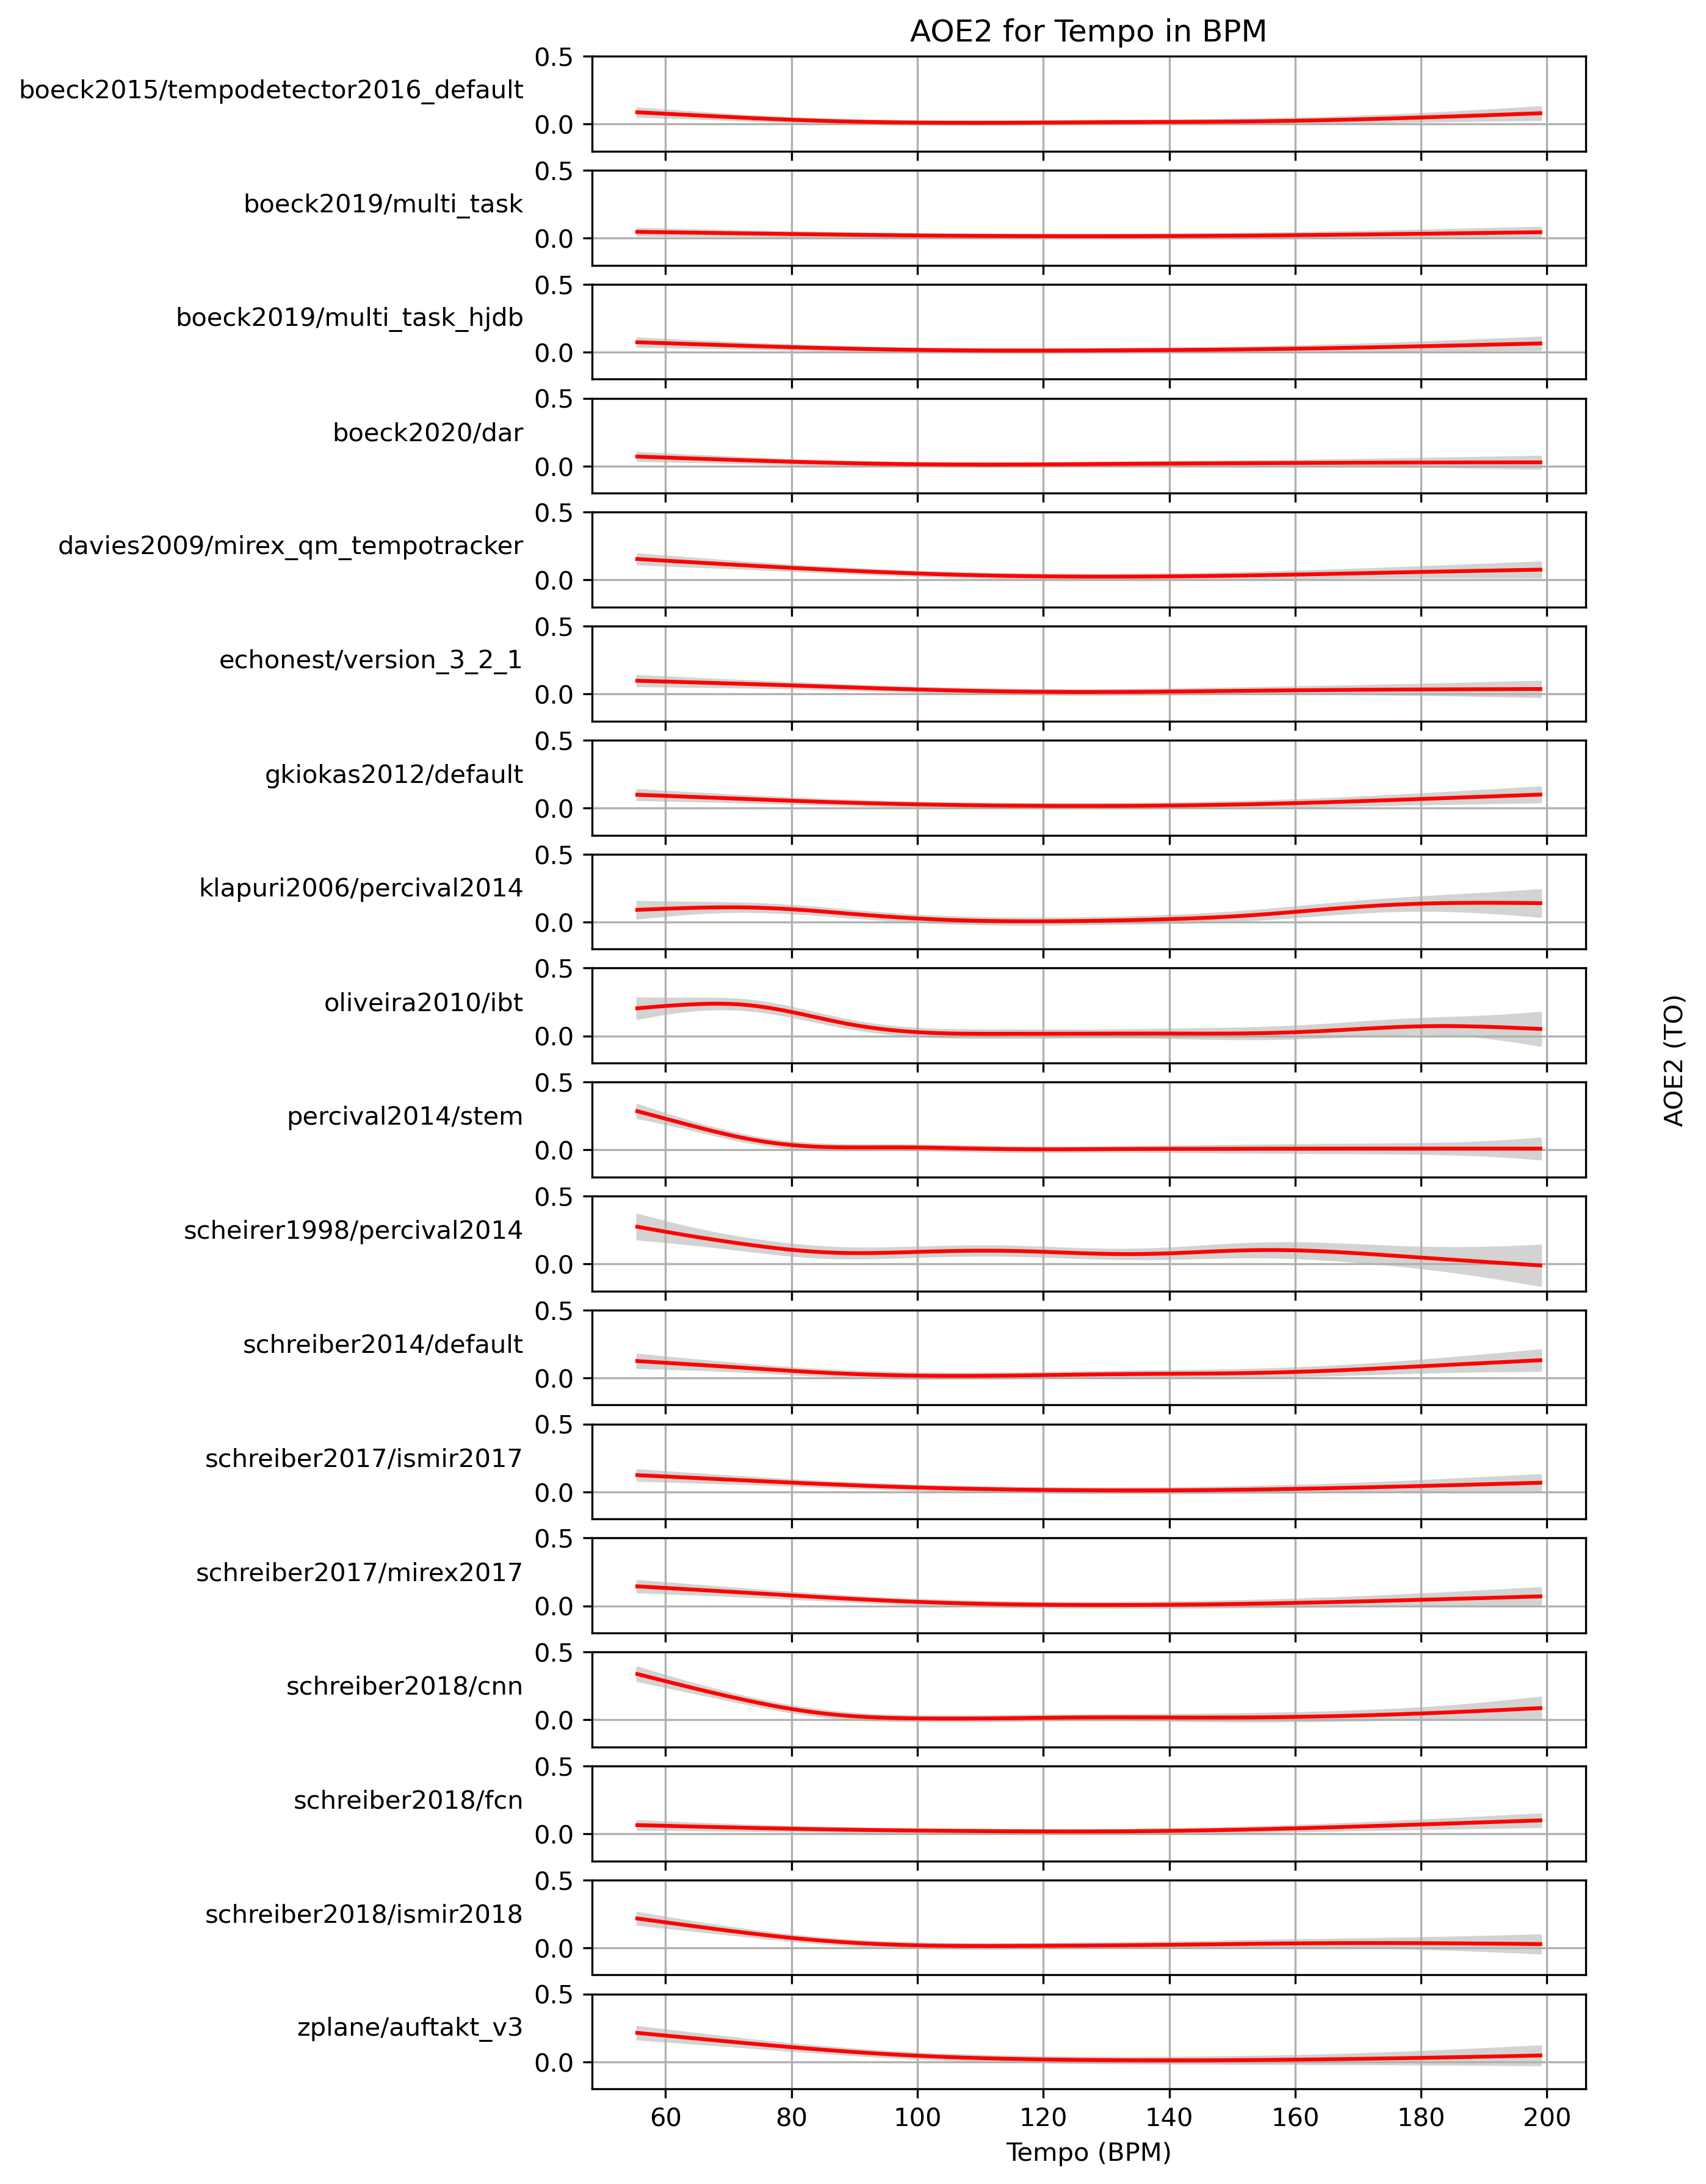 AOE2 for Tempo in BPM
0.5
boeck2015/tempodetector2016_default
0.0
0.5
boeck2019/multi_task
0.0
0.5
boeck2019/multi_task_hjdb
0.0
0.5
boeck2020/dar
0.0
0.5
davies2009/mirex_qm_tempotracker
0.0
0.5
echonest/version_3_2_1
0.0
0.5
gkiokas2012/default
0.0
0.5
klapuri2006/percival2014
0.0
0.5
oliveira2010/ibt
0.0
AOE2 (TO)
0.5
percival2014/stem
0.0
0.5
scheirer1998/percival2014
0.0
0.5
schreiber2014/default
0.0
0.5
schreiber2017/ismir2017
0.0
0.5
schreiber2017/mirex2017
0.0
0.5
schreiber2018/cnn
0.0
0.5
schreiber2018/fcn
0.0
0.5
schreiber2018/ismir2018
0.0
0.5
zplane/auftakt_v3
0.0
60 80 100 120 140 160 180 200
Tempo (BPM)